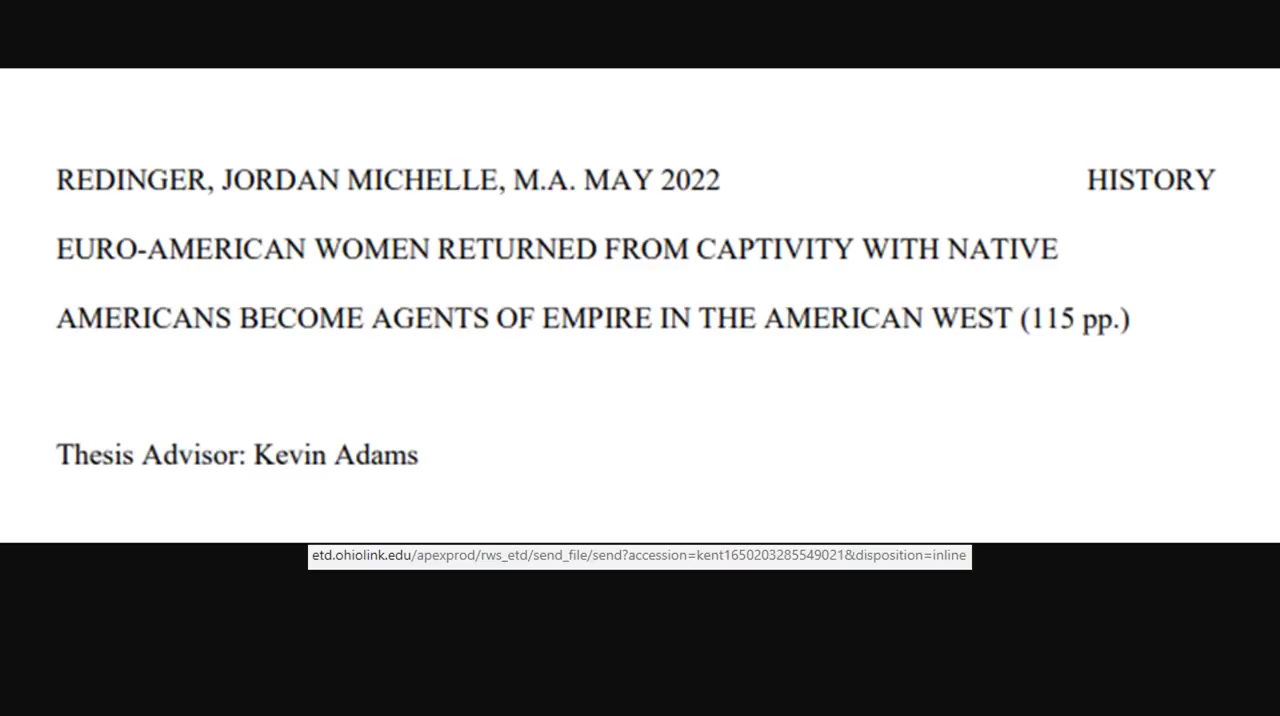 REDINGER, JORDAN MICHELLE, M.A. MAY 2022 HISTORY
EURO-AMERICAN WOMEN RETURNED FROM CAPTIVITY WITH NATIVE
AMERICANS BECOME AGENTS OF EMPIRE IN THE AMERICAN WEST (115 pp.)
Thesis Advisor: Kevin Adams
etd.ohiolink.edu/apexprod/rws_etd/send_file/send?accession=kent1650203285549021&disposition=inline